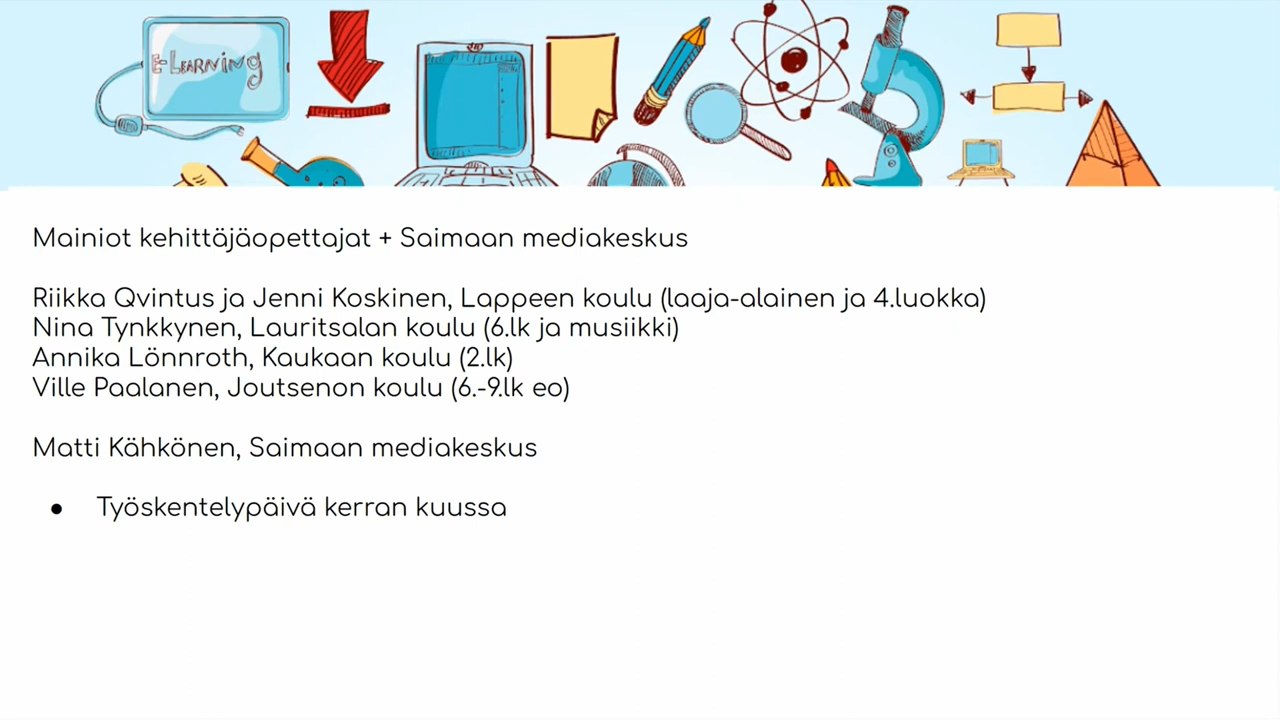 E-LEARNING
Mainiot kehittäjäopettajat + Saimaan mediakeskus
Riikka Qvintus ja Jenni Koskinen, Lappeen koulu (laaja-alainen ja 4.luokka)
Nina Tynkkynen, Lauritsalan koulu (6.lk ja musiikki)
Annika Lönnroth, Kaukaan koulu (2.lk)
Ville Paalanen, Joutsenon koulu (6.-9.lk eo)
Matti Kähkönen, Saimaan mediakeskus
● Työskentelypäivä kerran kuussa